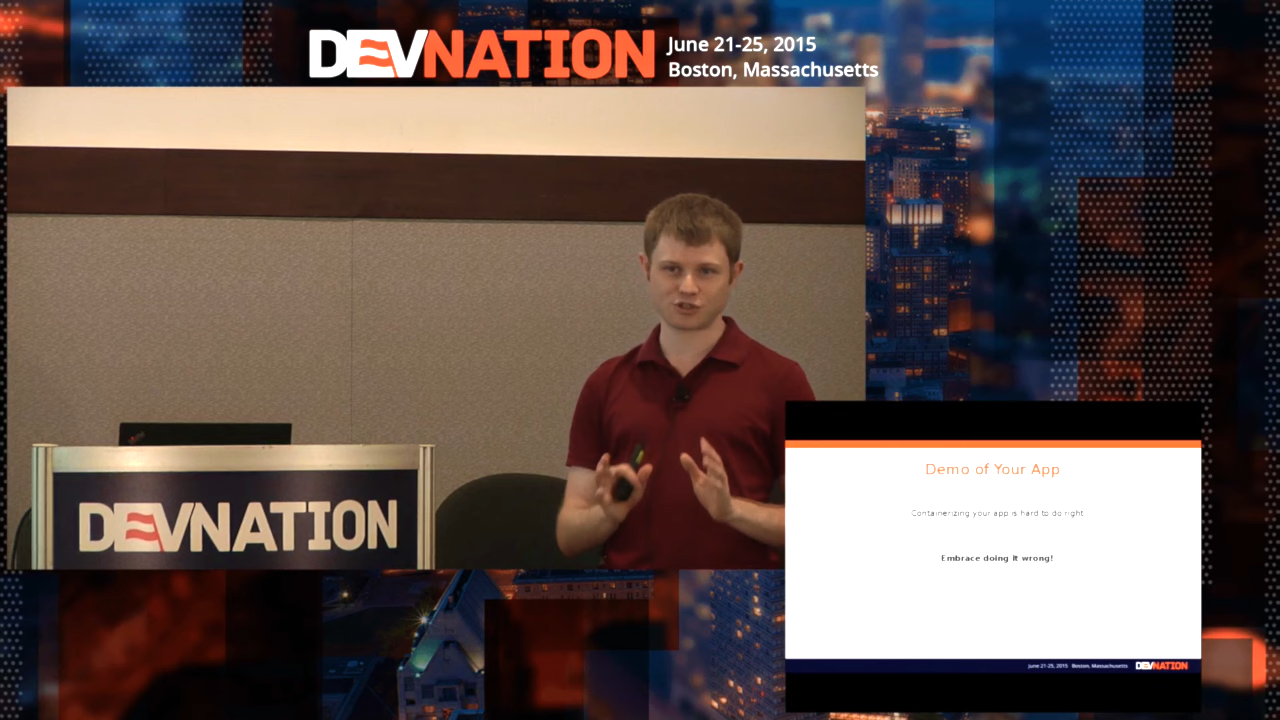 DEVNATION
June 21-25, 2015
Boston, Massachusetts
DEVNATION
Demo of Your App
Containerizing your app is hard to do right
Embrace doing it wrong!
June 21-25, 2015 Boston, Massachusetts DEVNATION